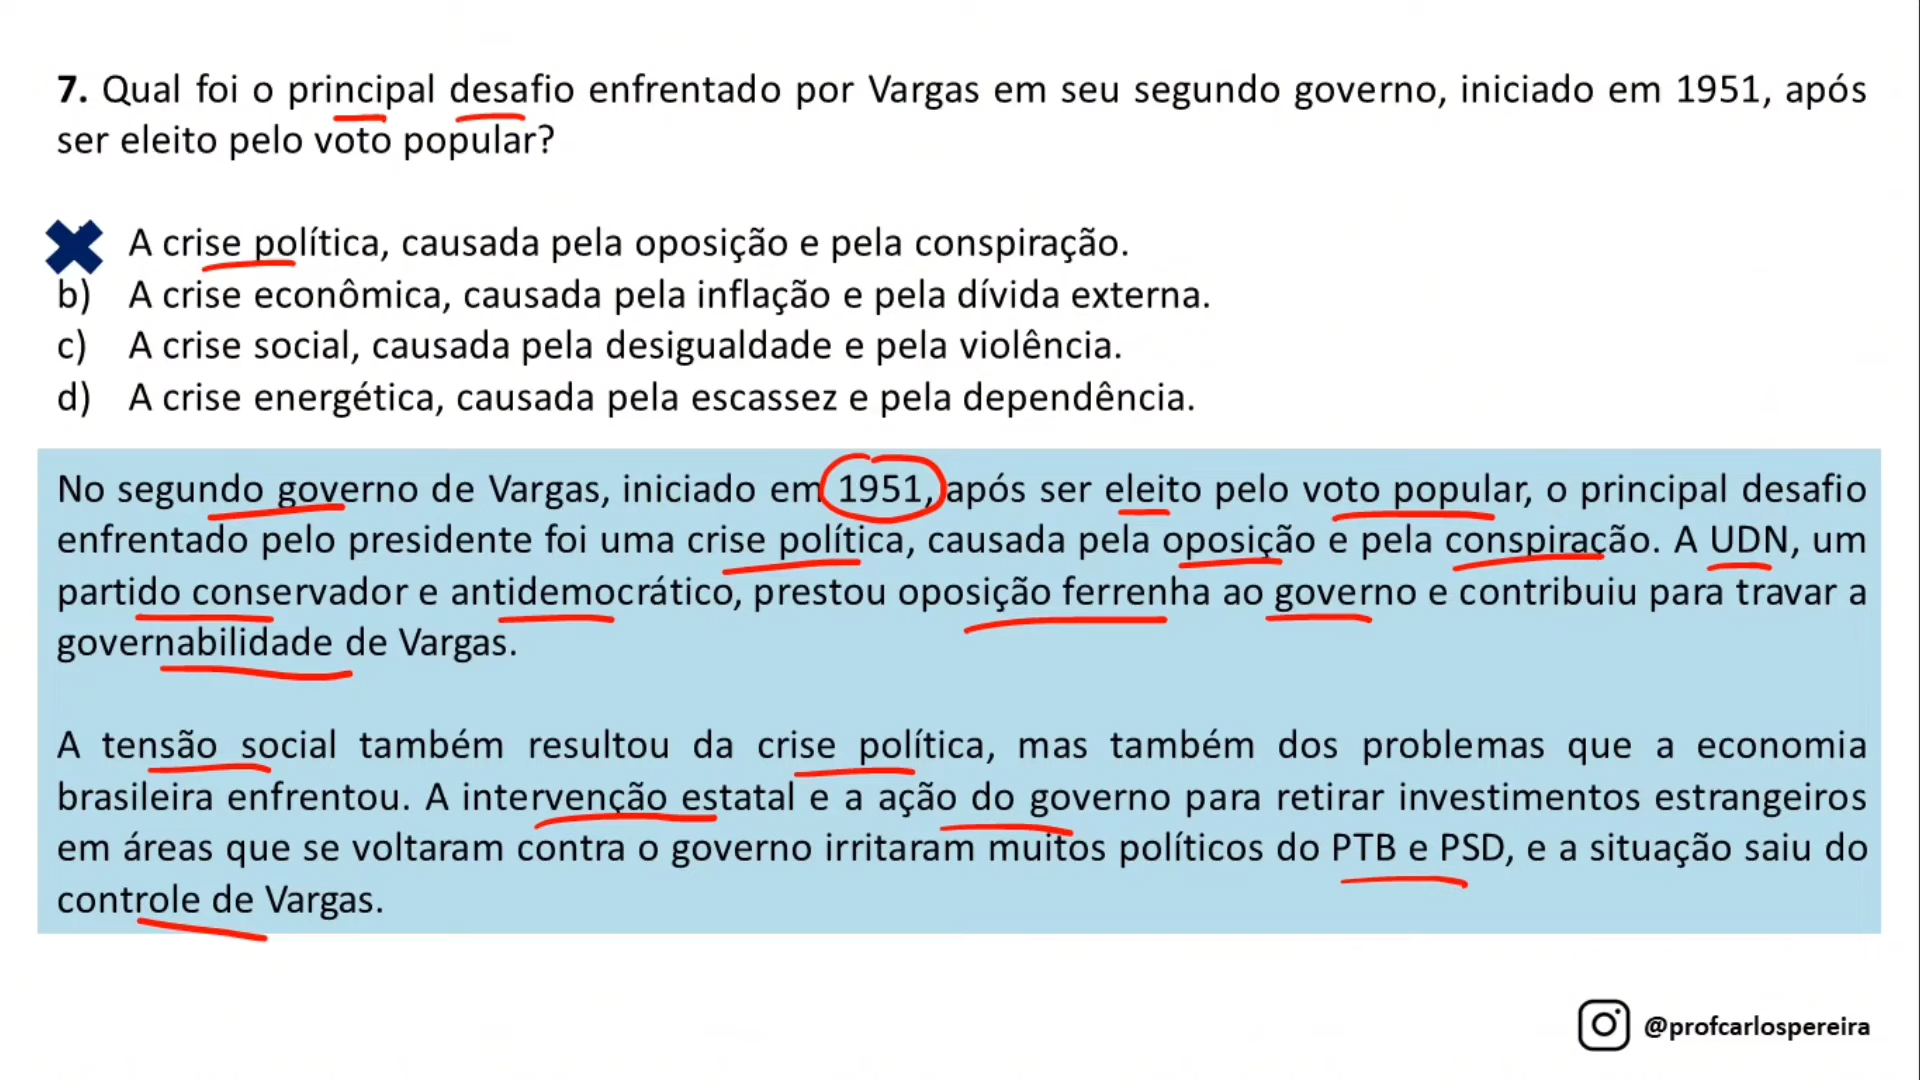 7. Qual foi o principal desafio enfrentado por Vargas em seu segundo governo, iniciado em 1951, após
ser eleito pelo voto popular?
A crise política, causada pela oposição e pela conspiração.
b) A crise econômica, causada pela inflação e pela dívida externa.
c) A crise social, causada pela desigualdade e pela violência.
d) A crise energética, causada pela escassez e pela dependência.
No segundo governo de Vargas, iniciado em 1951, após ser eleito pelo voto popular, o principal desafio
enfrentado pelo presidente foi uma crise política, causada pela oposição e pela conspiração. A UDN, um
partido conservador e antidemocrático, prestou oposição ferrenha ao governo e contribuiu para travar a
governabilidade de Vargas.
A tensão social também resultou da crise política, mas também dos problemas que a economia
brasileira enfrentou. A intervenção estatal e a ação do governo para retirar investimentos estrangeiros
em áreas que se voltaram contra o governo irritaram muitos políticos do PTB e PSD, e a situação saiu do
controle de Vargas.
@profcarlospereira